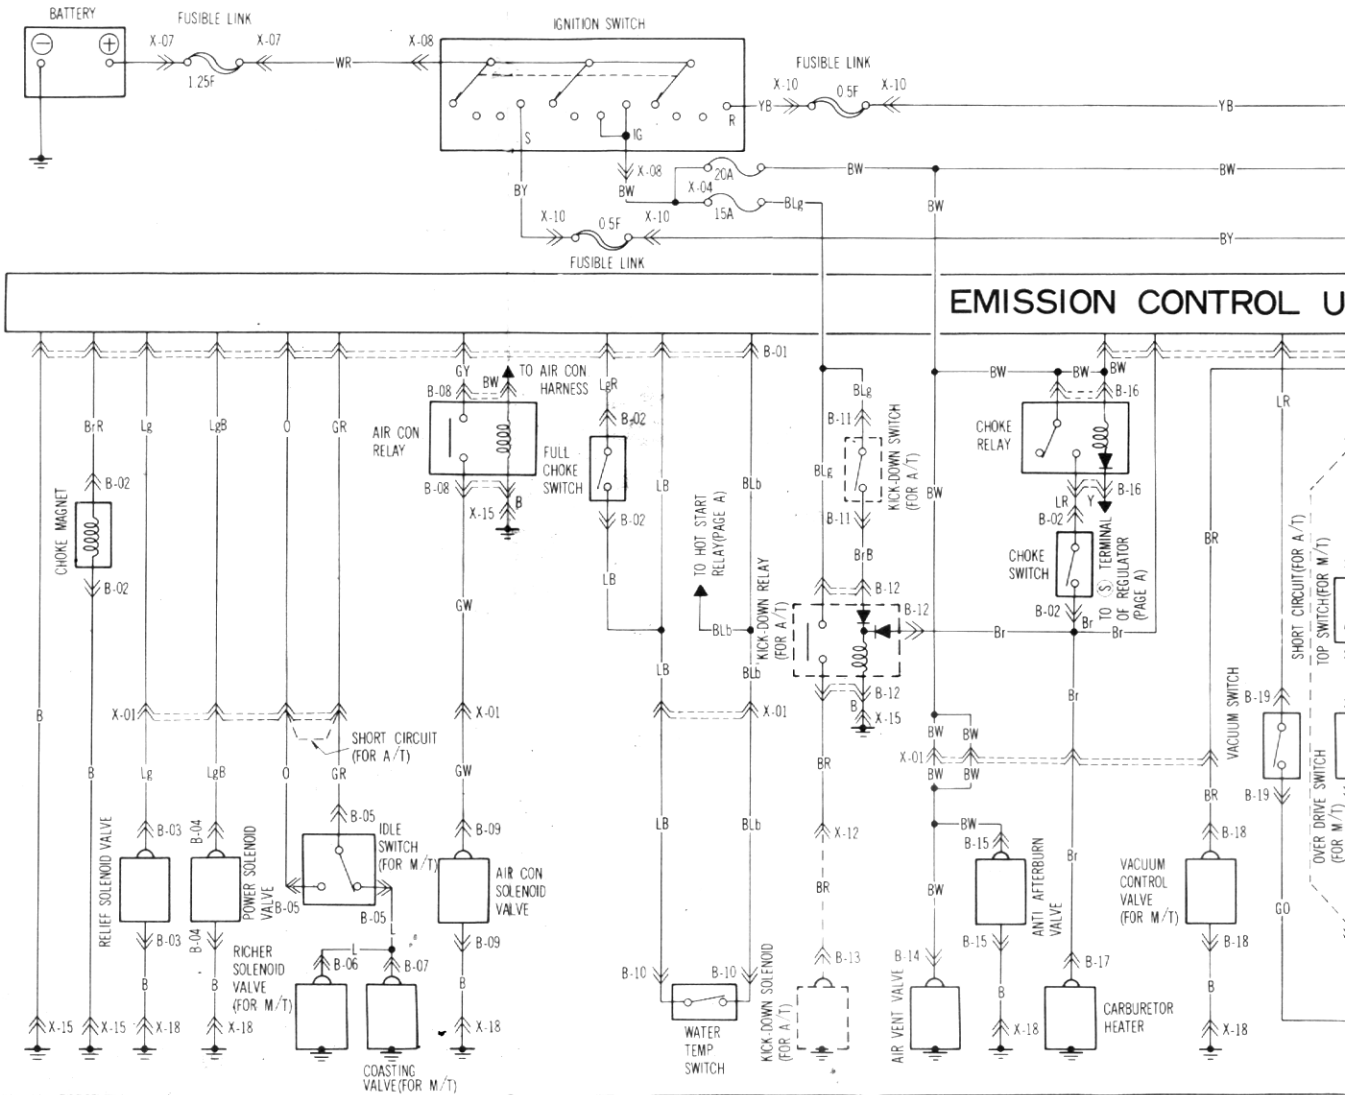 BATTERY
FUSIBLE LINK
IGNITION SWITCH
X-07
X-07
X-08
WR
1.25F
FUSIBLE LINK
X-10
0.5F
X-10
YB
YB
R
S
IG
X-08
BY
BW
X-04
20A
BW
BW
15A
BLg
BW
X-10
0.5F
X-10
BY
FUSIBLE LINK
EMISSION CONTROL U
B-01
GY
BW
TO AIR CON
HARNESS
LgR
BLg
BW
BW
BW
B-08
B-16
LR
BrR
Lg
LgB
O
GR
AIR CON
RELAY
B-02
FULL
CHOKE
SWITCH
B-11
KICK-DOWN SWITCH
(FOR A/T)
CHOKE
RELAY
B-02
CHOKE MAGNET
B-08
X-15
B
LB
BLb
BLg
BW
B-16
LR
Y
B-02
B-02
B-11
TO HOT START
RELAY(PAGE A)
BrB
CHOKE
SWITCH
TO (S) TERMINAL
OF REGULATOR
(PAGE A)
BR
SHORT CIRCUIT(FOR A/T)
TOP SWITCH(FOR M/T)
B-02
LB
GW
KICK-DOWN RELAY
(FOR A/T)
B-12
B-12
B-02
Br
Br
Br
BLb
LB
BLb
B-12
B
X-15
Br
B
X-01
X-01
X-01
SHORT CIRCUIT
(FOR A/T)
BW
BW
X-01
BW
BW
VACUUM SWITCH
B-19
B-19
B
Lg
LgB
O
GR
GW
BR
BR
OVER DRIVE SWITCH
(FOR M/T)
RELIEF SOLENOID VALVE
B-03
B-04
POWER SOLENOID
VALVE
B-05
IDLE
SWITCH
(FOR M/T)
B-09
LB
BLb
X-12
BW
B-15
B-18
AIR CON
SOLENOID
VALVE
BR
BW
ANTI AFTERBURN
VALVE
Br
VACUUM
CONTROL
VALVE
(FOR M/T)
GO
B-05
B-05
L
B-03
B-04
B-09
L
B-15
B-18
RICHER
SOLENOID
VALVE
(FOR M/T)
B-06
B-07
B-10
B-10
KICK-DOWN SOLENOID
(FOR A/T)
B-13
B-14
AIR VENT VALVE
B-17
B
B
B
B
B
CARBURETOR
HEATER
X-15
X-15
X-18
X-18
X-18
X-18
X-18
WATER
TEMP
SWITCH
COASTING
VALVE(FOR M/T)